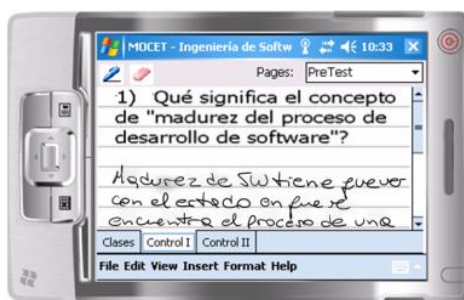 MOCET - Ingeniería de Softw 10:33
Pages: PreTest
1) Qué significa el concepto
de "madurez del proceso de
desarrollo de software"?
Madurez de SW tiene que ver
con el estado en que se
encuentra el proceso de una
Clases Control I Control II
File Edit View Insert Format Help